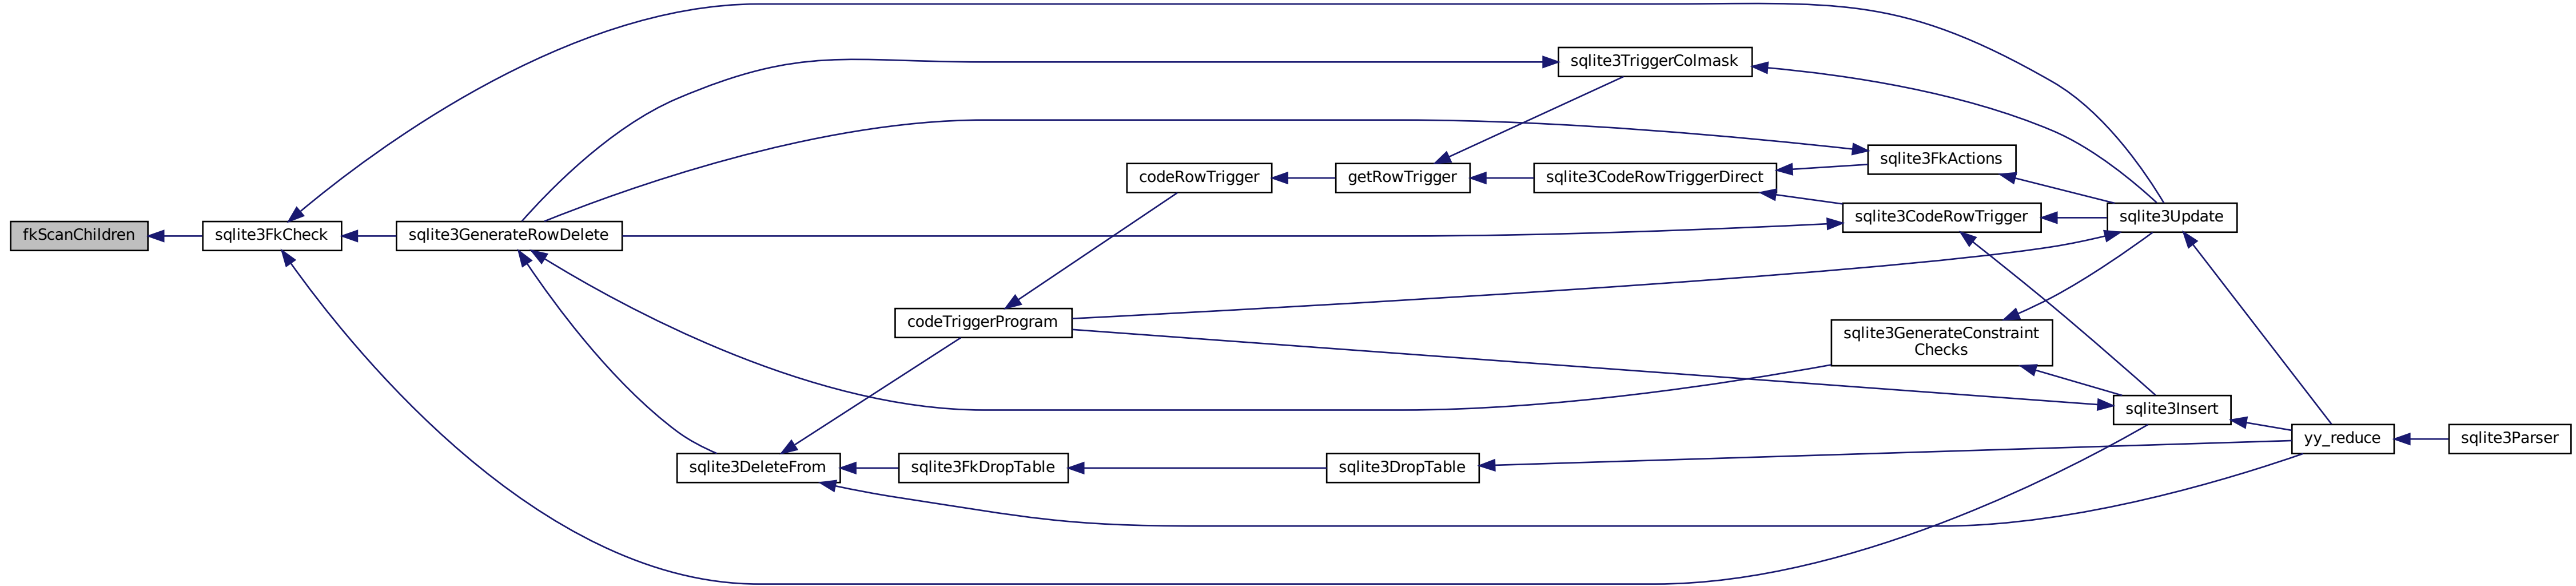 sqlite3TriggerColmask
sqlite3FkActions
codeRowTrigger
getRowTrigger
sqlite3CodeRowTriggerDirect
sqlite3CodeRowTrigger
sqlite3Update
fkScanChildren
sqlite3FkCheck
sqlite3GenerateRowDelete
codeTriggerProgram
sqlite3GenerateConstraint
Checks
sqlite3Insert
yy_reduce
sqlite3Parser
sqlite3DeleteFrom
sqlite3FkDropTable
sqlite3DropTable